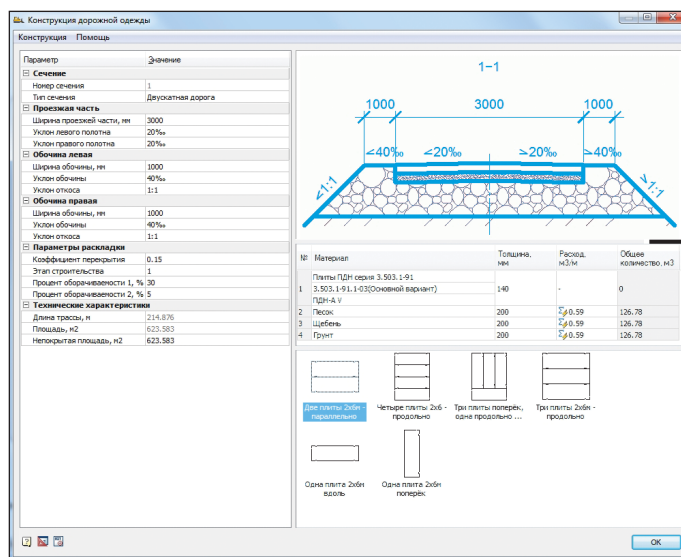 Конструкция дорожной одежды
Конструкция Помощь
Параметр Значение
Сечение
Номер сечения 1
Тип сечения Двускатная дорога
Проезжая часть
Ширина проезжей части, мм 3000
Уклон левого полотна 20‰
Уклон правого полотна 20‰
Обочина левая
Ширина обочины, мм 1000
Уклон обочины 40‰
Уклон откоса 1:1
Обочина правая
Ширина обочины, мм 1000
Уклон обочины 40‰
Уклон откоса 1:1
Параметры раскладки
Коэффициент перекрытия 0.15
Этап строительства 1
Процент оборачиваемости 1, % 30
Процент оборачиваемости 2, % 5
Технические характеристики
Длина трассы, м 214.876
Площадь, м2 623.583
Непокрытая площадь, м2 623.583
1-1
1000 3000 1000
≤40‰ ≤20‰ ≥20‰ ≥40‰
<1:1 >1:1
№ Материал Толщина, мм Расход, м3/м Общее количество, м3
Плиты ПДН серия 3.503.1-91
1 3.503.1-91.1-03(Основной вариант) 140 - 0
ПДН-А V
2 Песок 200 0.59 126.78
3 Щебень 200 0.59 126.78
4 Грунт 200 0.59 126.78
Две плиты 2х6м - параллельно
Четыре плиты 2х6 - продольно
Три плиты поперёк, одна продольно ...
Три плиты 2х6м - продольно
Одна плита 2х6м вдоль
Одна плита 2х6м поперёк
OK